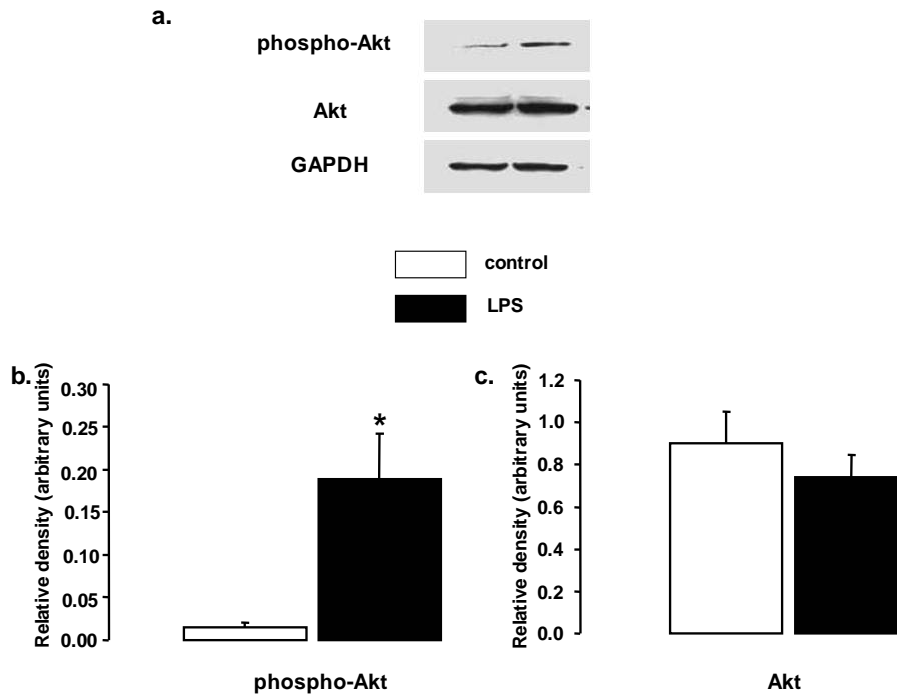 a.
phospho-Akt
Akt
GAPDH
control
LPS
b.
Relative density (arbitrary units)
0.30
0.25
0.20
0.15
0.10
0.05
0.00
*
phospho-Akt
c.
Relative density (arbitrary units)
1.2
1.0
0.8
0.6
0.4
0.2
0.0
Akt